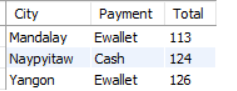 City Payment Total
Mandalay Ewallet 113
Naypyitaw Cash 124
Yangon Ewallet 126